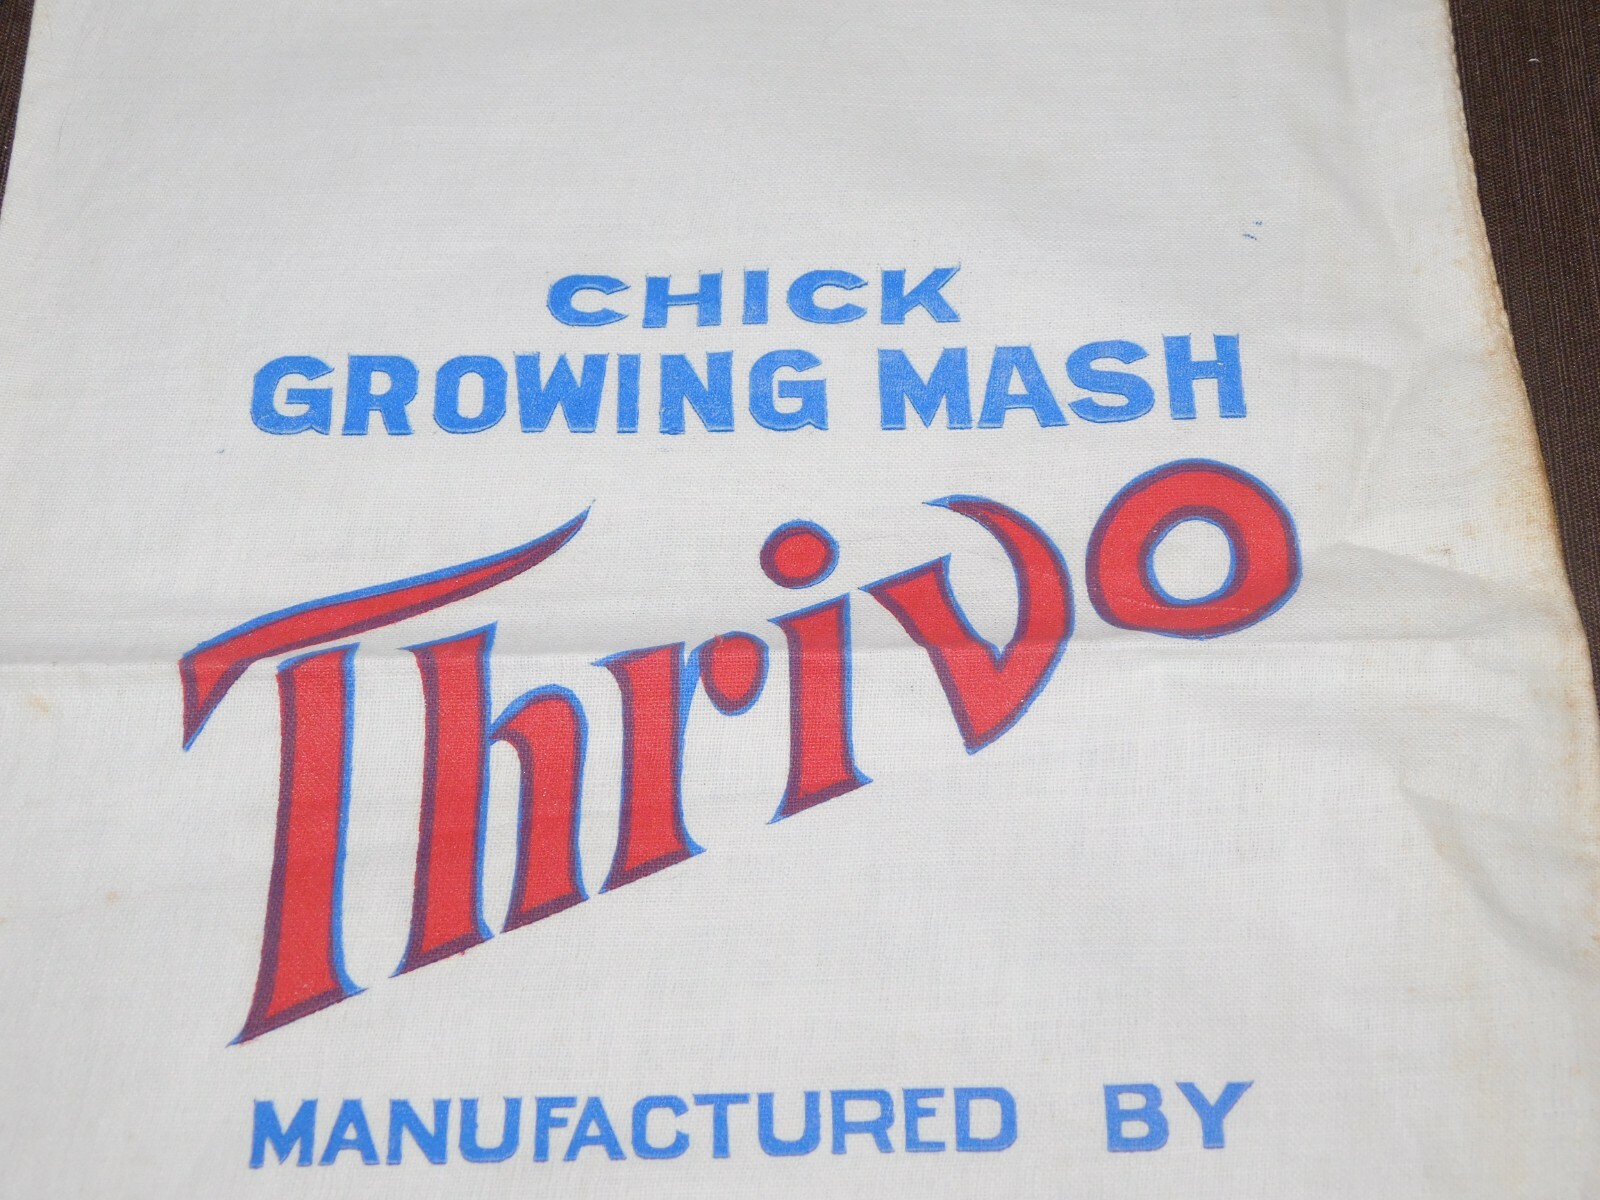 CHICK
GROWING MASH
Thrivo
MANUFACTURED BY